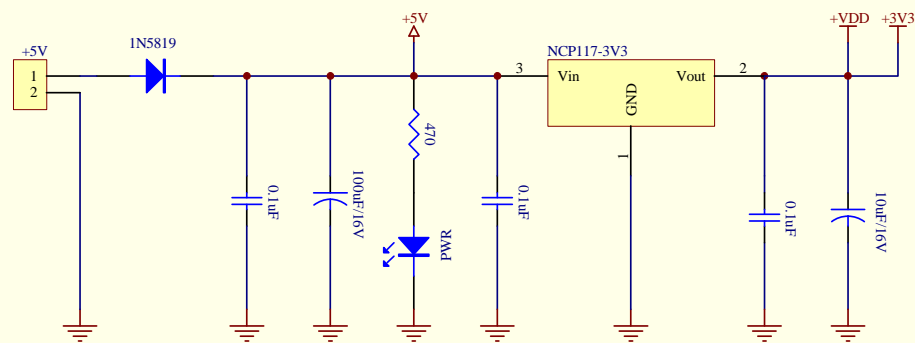 +5V
+VDD
+3V3
1N5819
+5V
NCP117-3V3
1
2
3
Vin
Vout
2
GND
1
470
0.1uF
100uF/16V
PWR
0.1uF
0.1uF
10uF/16V